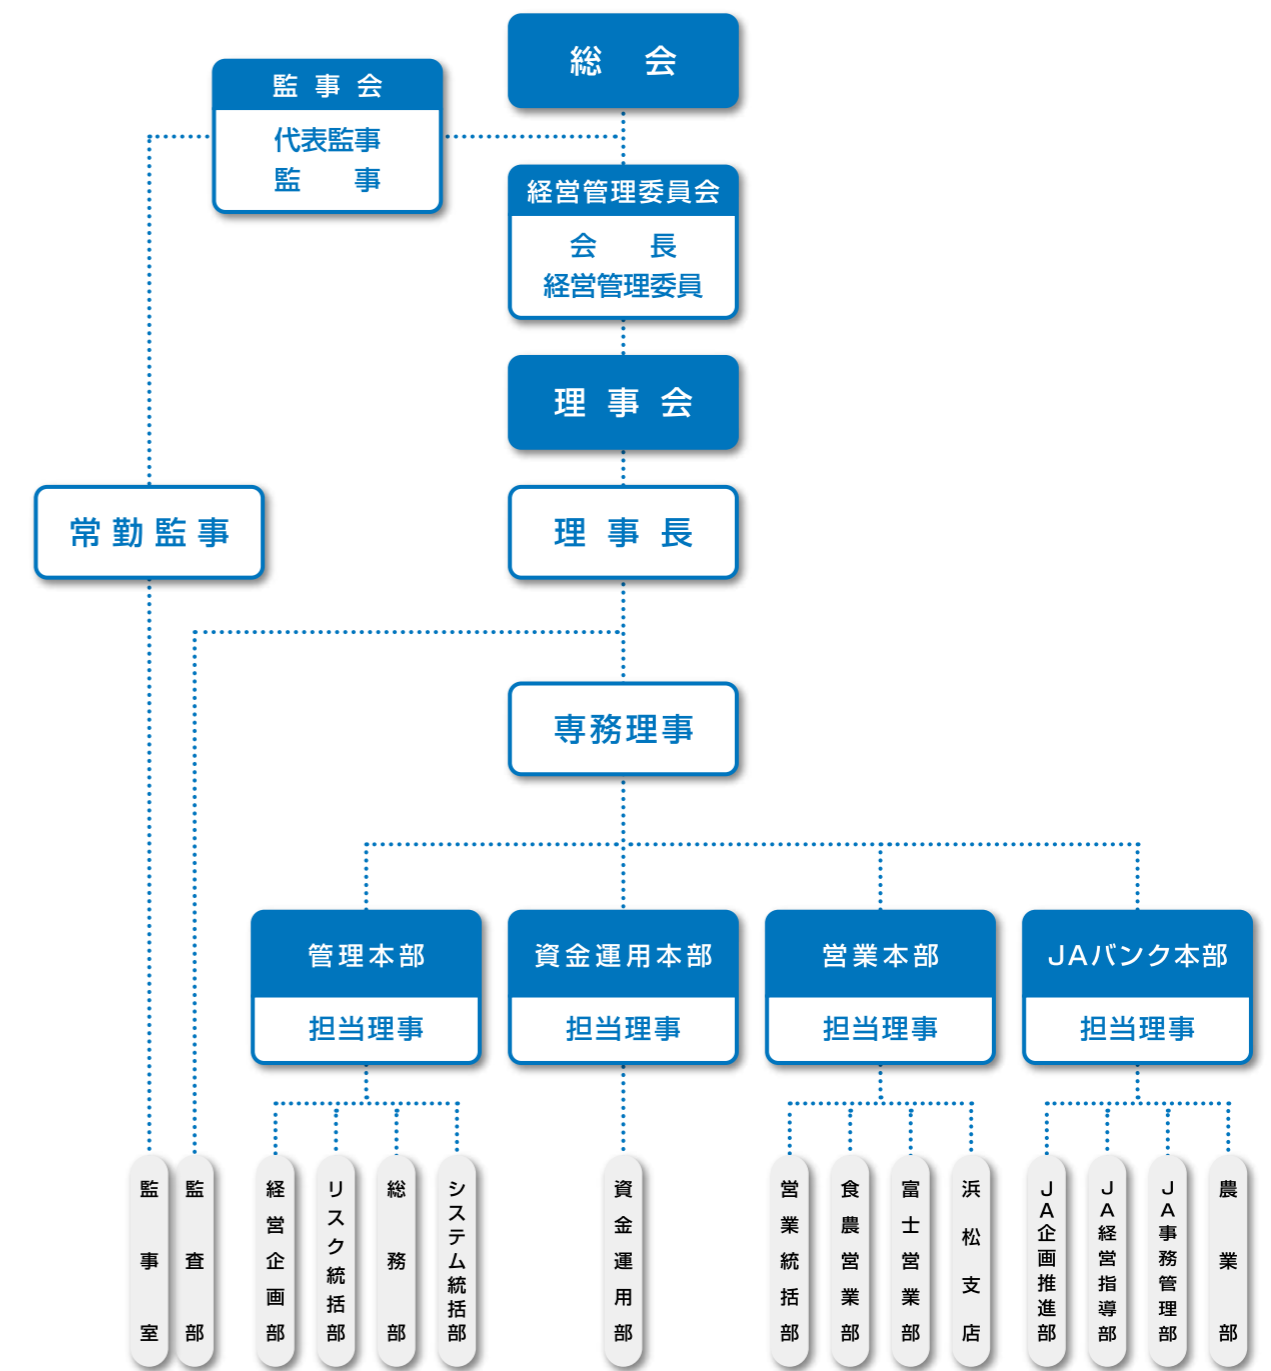 総会
監事会
代表監事
監事
経営管理委員会
会長
経営管理委員
理事会
常勤監事
理事長
専務理事
管理本部
担当理事
資金運用本部
担当理事
営業本部
担当理事
JAバンク本部
担当理事
監事室
監査部
経営企画部
リスク統括部
総務部
システム統括部
資金運用部
営業統括部
食農営業部
富士営業部
浜松支店
JA企画推進部
JA経営指導部
JA事務管理部
農業部